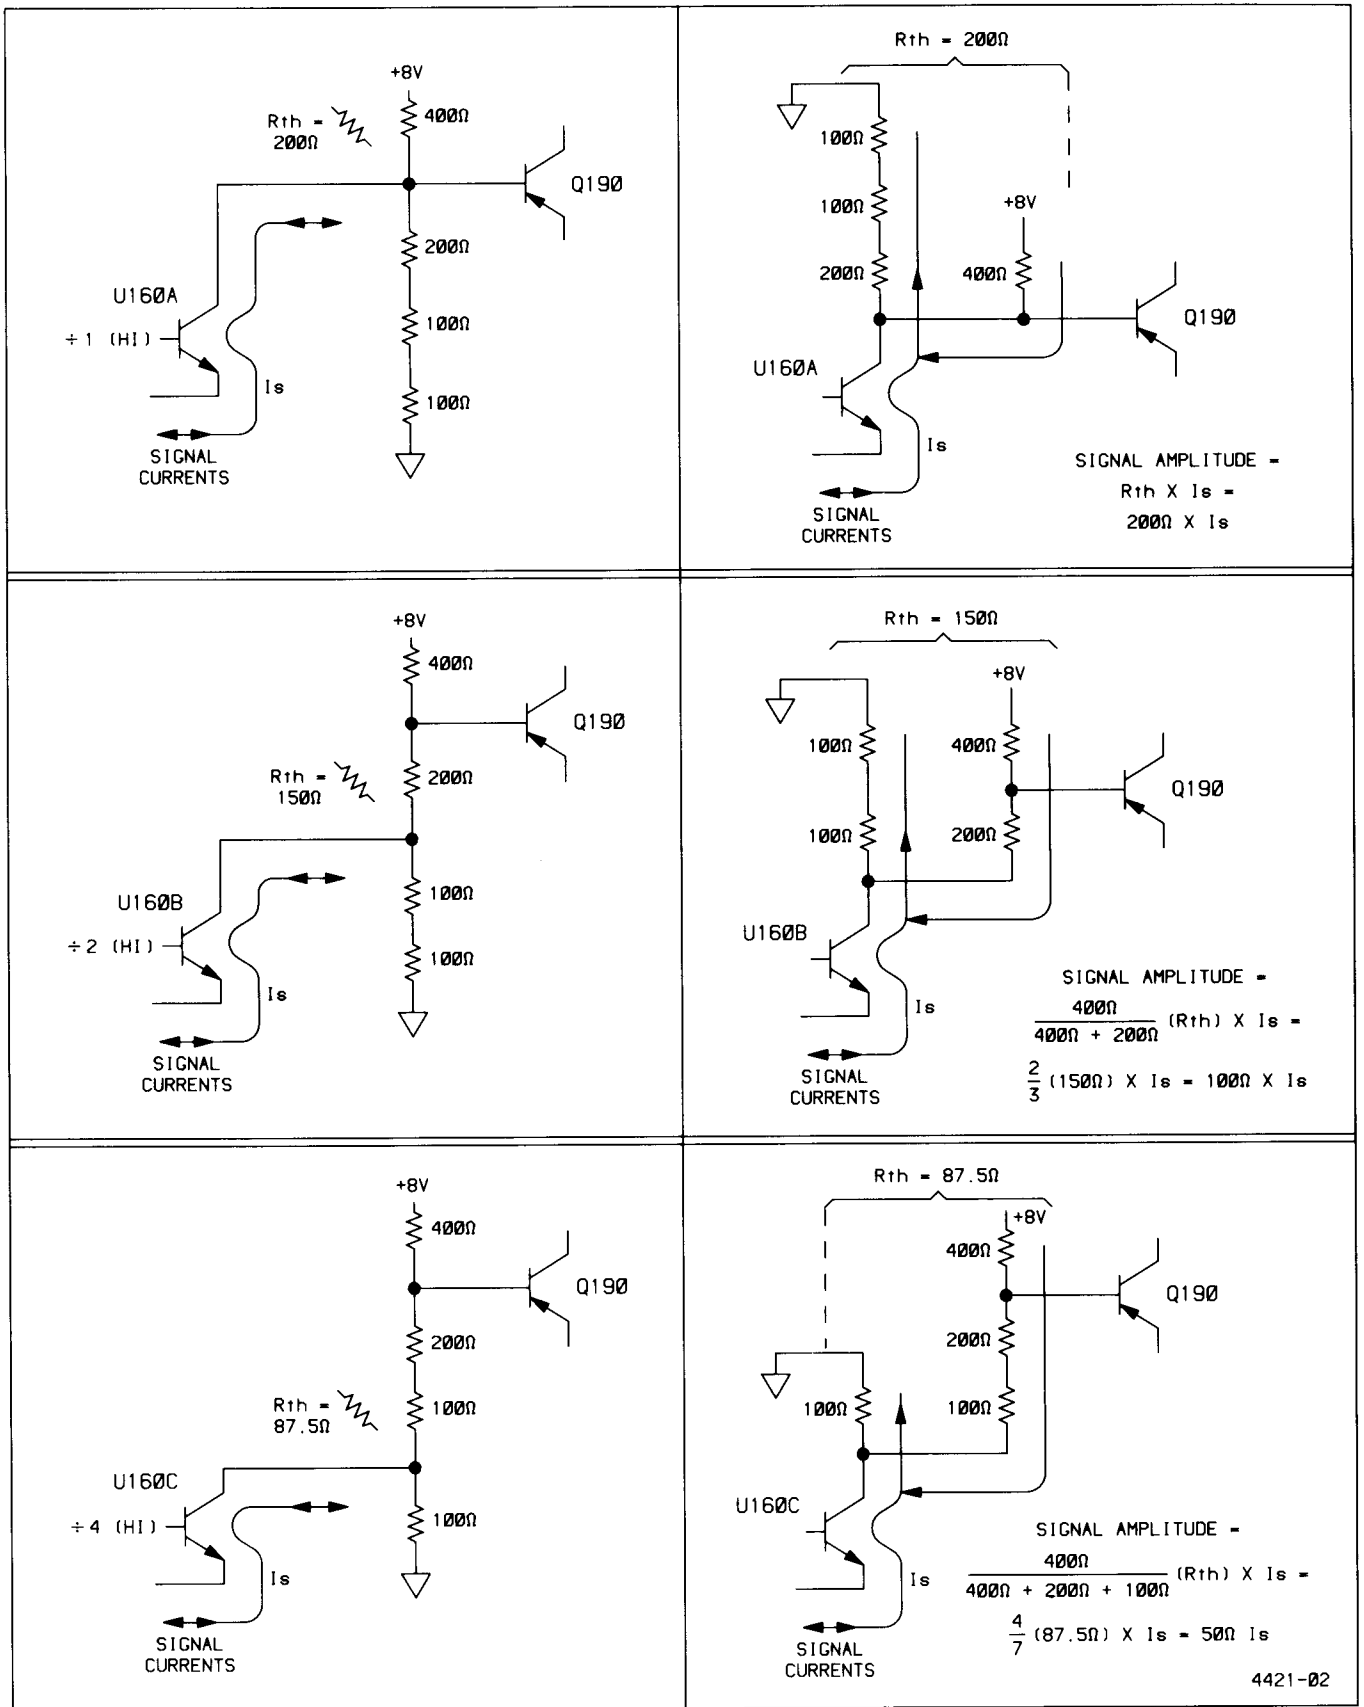 +8V
Rth =
200Ω
400Ω
Q190
200Ω
U160A
÷1 (HI)
100Ω
Is
100Ω
SIGNAL
CURRENTS
Rth = 200Ω
100Ω
100Ω
+8V
200Ω
400Ω
Q190
U160A
Is
SIGNAL AMPLITUDE =
Rth X Is =
200Ω X Is
SIGNAL
CURRENTS
+8V
400Ω
Q190
Rth =
150Ω
200Ω
U160B
100Ω
÷2 (HI)
100Ω
Is
SIGNAL
CURRENTS
Rth = 150Ω
+8V
100Ω
400Ω
Q190
100Ω
200Ω
U160B
Is
SIGNAL AMPLITUDE =
400Ω
400Ω + 200Ω (Rth) X Is =
2
3 (150Ω) X Is = 100Ω X Is
SIGNAL
CURRENTS
+8V
400Ω
Q190
200Ω
Rth =
87.5Ω
100Ω
U160C
÷4 (HI)
100Ω
Is
SIGNAL
CURRENTS
Rth = 87.5Ω
+8V
400Ω
Q190
200Ω
100Ω
100Ω
U160C
Is
SIGNAL AMPLITUDE =
400Ω
400Ω + 200Ω + 100Ω (Rth) X Is =
4
7 (87.5Ω) X Is = 50Ω Is
SIGNAL
CURRENTS
4421-02